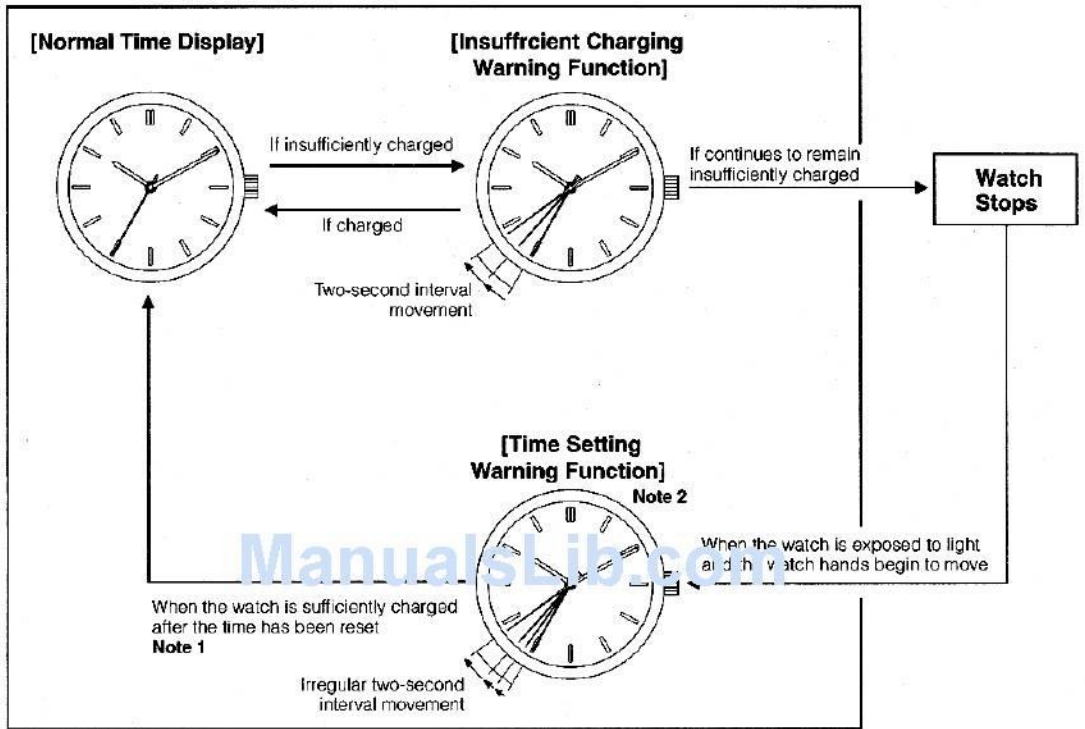 [Normal Time Display]
[Insuffrcient Charging
Warning Function]
If insufficiently charged
If charged
Two-second interval
movement
If continues to remain
insufficiently charged
Watch
Stops
[Time Setting
Warning Function]
Note 2
When the watch is exposed to light
and the watch hands begin to move
ManualsLib.com
When the watch is sufficiently charged
after the time has been reset
Note 1
Irregular two-second
interval movement